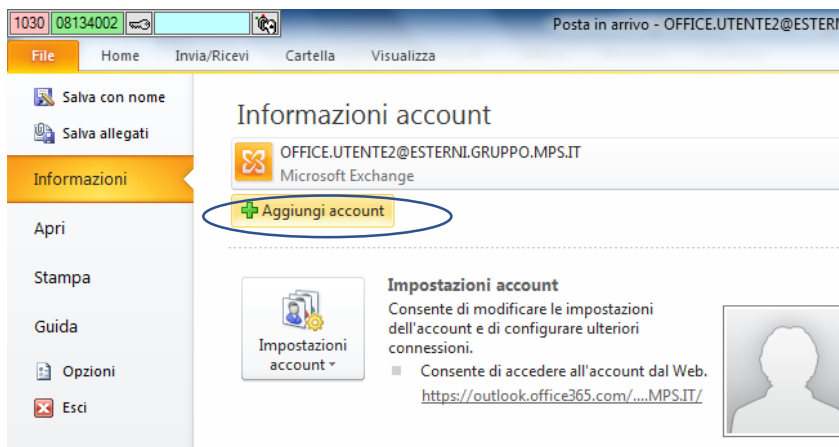 1030 08134002
Posta in arrivo - OFFICE.UTENTE2@ESTERN
File Home Invia/Ricevi Cartella Visualizza
Salva con nome
Salva allegati
Informazioni
Apri
Stampa
Guida
Opzioni
Esci
Informazioni account
OFFICE.UTENTE2@ESTERNI.GRUPPO.MPS.IT
Microsoft Exchange
Aggiungi account
Impostazioni
account
Impostazioni account
Consente di modificare le impostazioni
dell'account e di configurare ulteriori
connessioni.
Consente di accedere all'account dal Web.
https://outlook.office365.com/....MPS.IT/